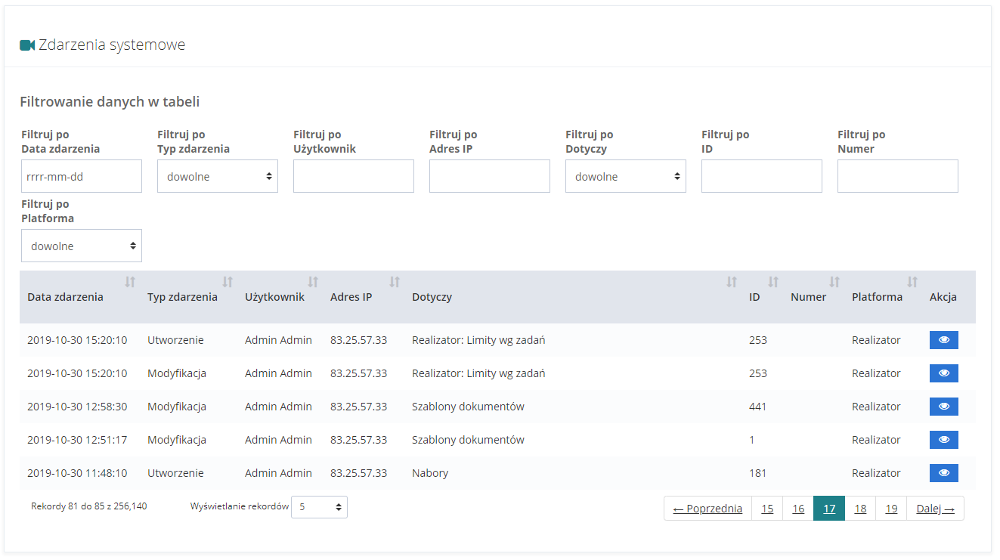 Zdarzenia systemowe
Filtrowanie danych w tabeli
Filtruj po Filtruj po Filtruj po Filtruj po Filtruj po Filtruj po Filtruj po
Data zdarzenia Typ zdarzenia Użytkownik Adres IP Dotyczy ID Numer
rrrr-mm-dd dowolne dowolne
Filtruj po
Platforma
dowolne
Data zdarzenia Typ zdarzenia Użytkownik Adres IP Dotyczy ID Numer Platforma Akcja
2019-10-30 15:20:10 Utworzenie Admin Admin 83.25.57.33 Realizator: Limity wg zadań 253 Realizator
2019-10-30 15:20:10 Modyfikacja Admin Admin 83.25.57.33 Realizator: Limity wg zadań 253 Realizator
2019-10-30 12:58:30 Modyfikacja Admin Admin 83.25.57.33 Szablony dokumentów 441 Realizator
2019-10-30 12:51:17 Modyfikacja Admin Admin 83.25.57.33 Szablony dokumentów 1 Realizator
2019-10-30 11:48:10 Utworzenie Admin Admin 83.25.57.33 Nabory 181 Realizator
Rekordy 81 do 85 z 256,140 Wyświetlanie rekordów 5 ← Poprzednia 15 16 17 18 19 Dalej →